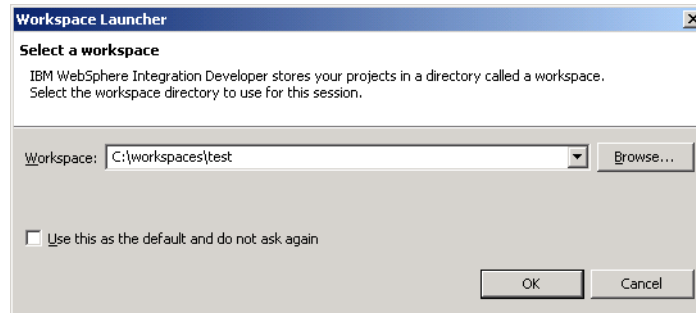 Workspace Launcher
Select a workspace
IBM WebSphere Integration Developer stores your projects in a directory called a workspace.
Select the workspace directory to use for this session.
Workspace: C:\workspaces\test Browse...
Use this as the default and do not ask again
OK Cancel